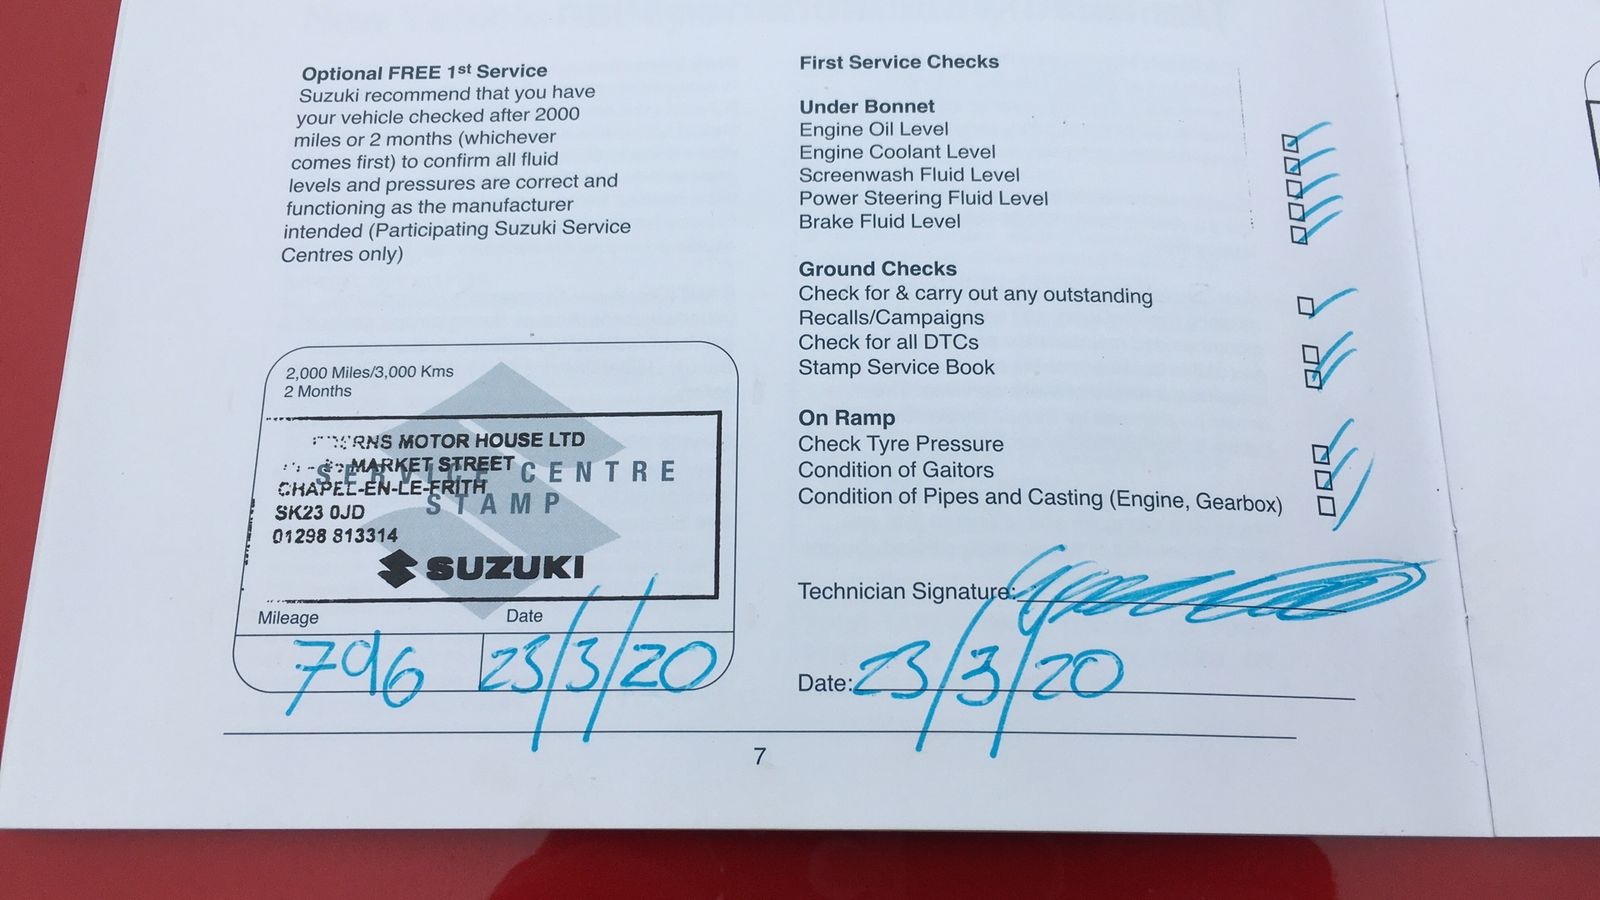 Optional FREE 1st Service
Suzuki recommend that you have
your vehicle checked after 2000
miles or 2 months (whichever
comes first) to confirm all fluid
levels and pressures are correct and
functioning as the manufacturer
intended (Participating Suzuki Service
Centres only)
2,000 Miles/3,000 Kms
2 Months
MOTOR HOUSE LTD
MARKET STREET
SERVICE CENTRE
CHAPEL-EN-LE-FRITH
STAMP
SK23 0JD
01298 813314
SUZUKI
Mileage Date
796 23/3/20
First Service Checks
Under Bonnet
Engine Oil Level
Engine Coolant Level
Screenwash Fluid Level
Power Steering Fluid Level
Brake Fluid Level
Ground Checks
Check for & carry out any outstanding
Recalls/Campaigns
Check for all DTCs
Stamp Service Book
On Ramp
Check Tyre Pressure
Condition of Gaitors
Condition of Pipes and Casting (Engine, Gearbox)
Technician Signature:
Date: 23/3/20
7